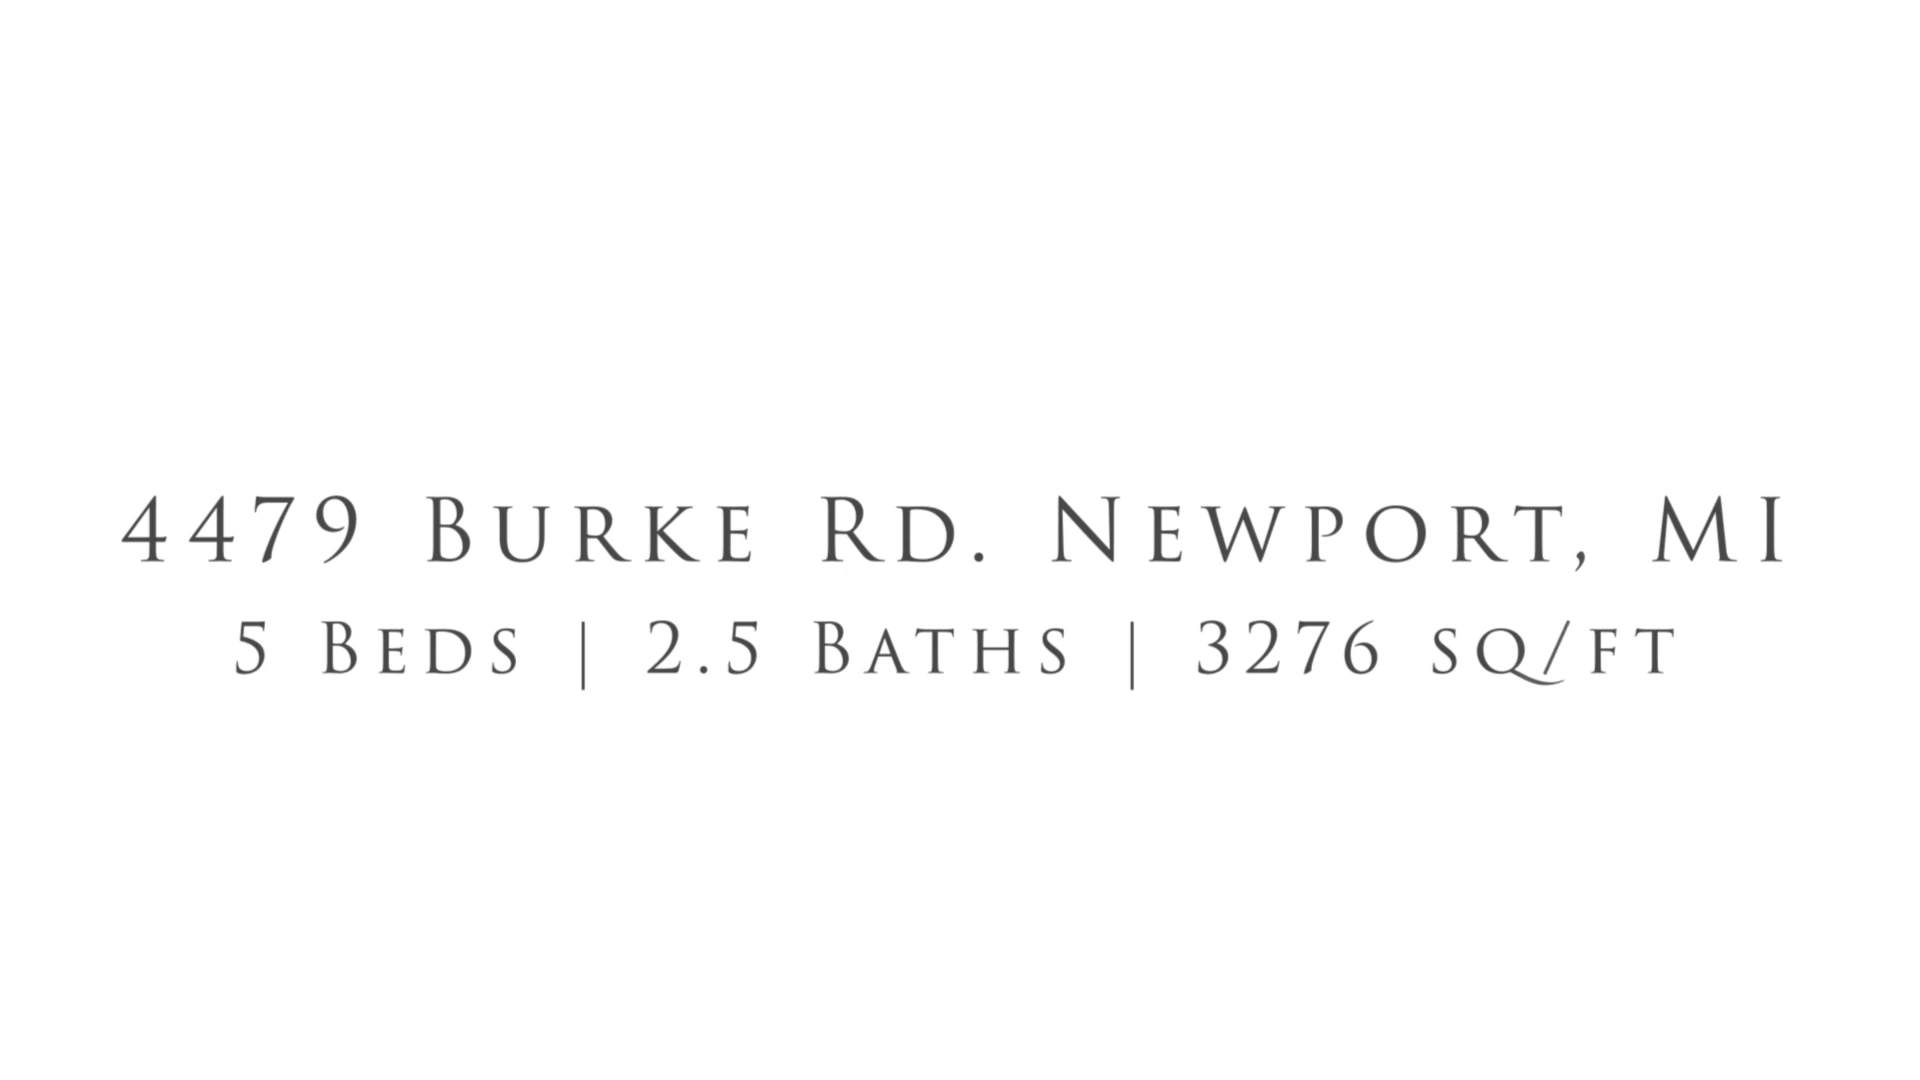 4479 Burke Rd. Newport, MI
5 Beds | 2.5 Baths | 3276 sq/ft